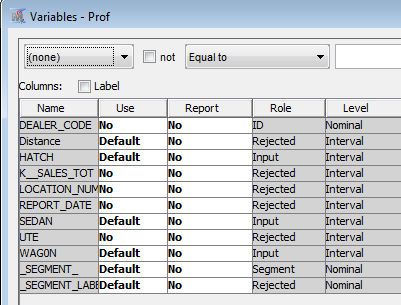 Variables - Prof
(none) not Equal to
Columns: Label
Name Use Report Role Level
DEALER_CODE No No ID Nominal
Distance Default No Rejected Interval
HATCH Default No Input Interval
K__SALES_TOT No No Rejected Interval
LOCATION_NUM No No Rejected Interval
REPORT_DATE No No Rejected Interval
SEDAN Default No Input Interval
UTE No No Rejected Interval
WAG0N Default No Input Interval
_SEGMENT_ Default No Segment Nominal
_SEGMENT_LABE Default No Rejected Nominal